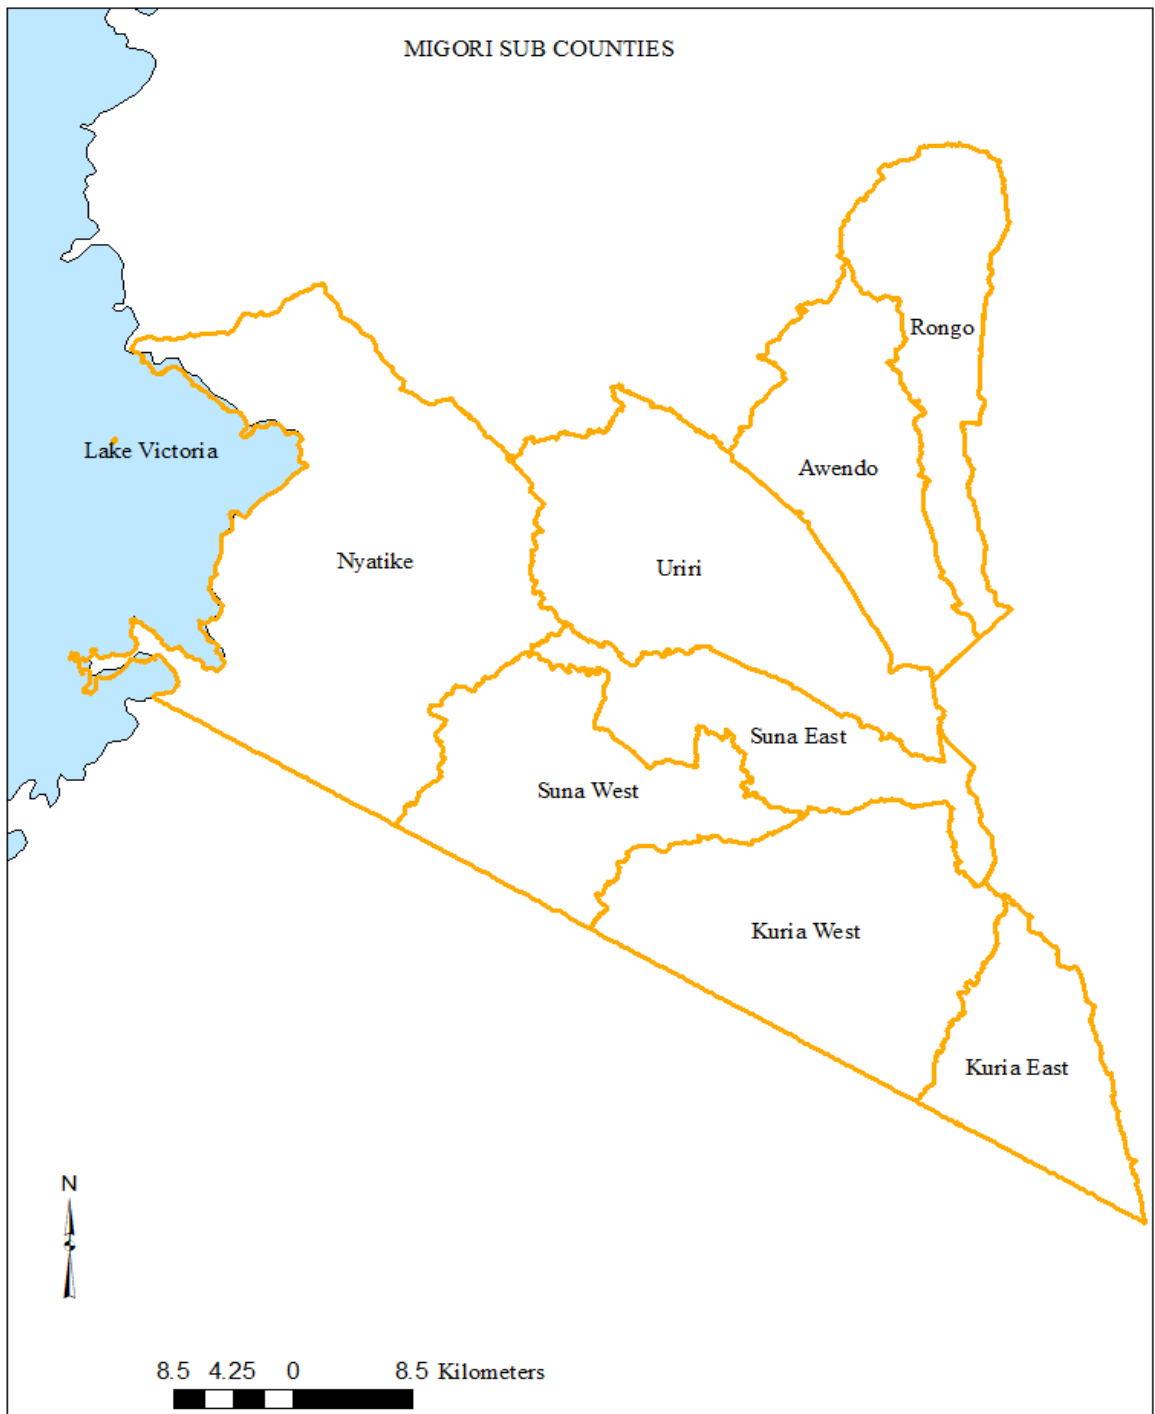 MIGORI SUB COUNTIES
Rongo
Lake Victoria
Awendo
Nyatike
Uriri
Suna East
Suna West
Kuria West
Kuria East
N
8.5 4.25 0 8.5 Kilometers